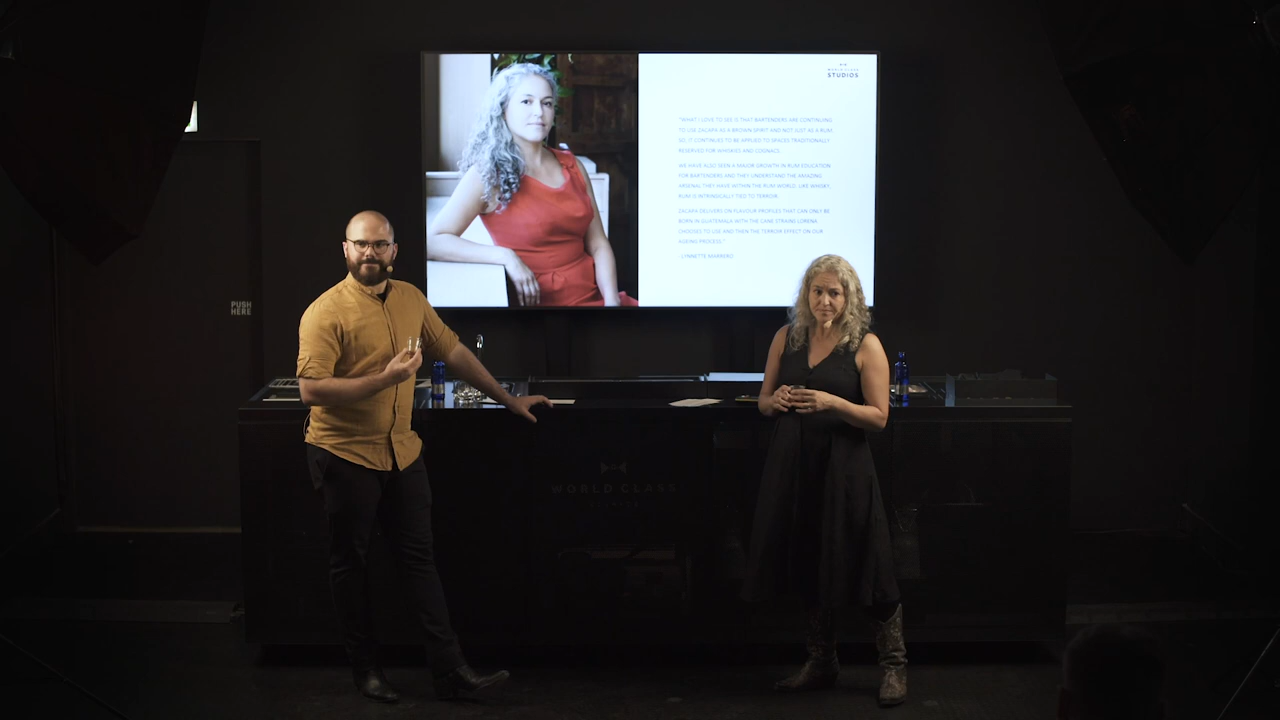 WORLD CLASS
STUDIOS
"WHAT I LOVE TO SEE IS THAT BARTENDERS ARE CONTINUING
TO USE ZACAPA AS A BROWN SPIRIT AND NOT JUST AS A RUM.
SO, IT CONTINUES TO BE APPLIED TO SPACES TRADITIONALLY
RESERVED FOR WHISKIES AND COGNACS.
WE HAVE ALSO SEEN A MAJOR GROWTH IN RUM EDUCATION
FOR BARTENDERS AND THEY UNDERSTAND THE AMAZING
ARSENAL THEY HAVE WITHIN THE RUM WORLD. LIKE WHISKY,
RUM IS INTRINSICALLY TIED TO TERROIR.
ZACAPA DELIVERS ON FLAVOUR PROFILES THAT CAN ONLY BE
BORN IN GUATEMALA WITH THE CANE STRAINS LORENA
CHOOSES TO USE AND THEN THE TERROIR EFFECT ON OUR
AGEING PROCESS."
- LYNNETTE MARRERO
PUSH
HERE
WORLD CLASS
STUDIOS